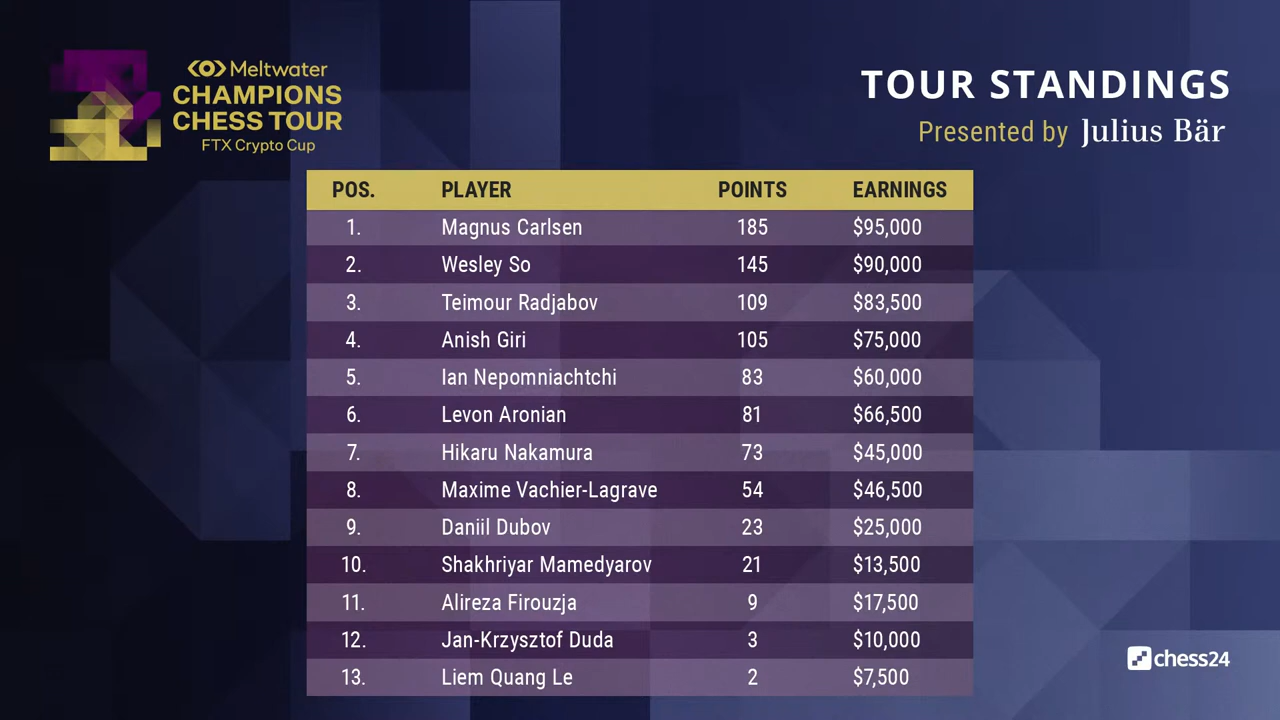 Meltwater
CHAMPIONS
CHESS TOUR
FTX Crypto Cup
TOUR STANDINGS
Presented by Julius Bär
POS. PLAYER POINTS EARNINGS
1. Magnus Carlsen 185 $95,000
2. Wesley So 145 $90,000
3. Teimour Radjabov 109 $83,500
4. Anish Giri 105 $75,000
5. Ian Nepomniachtchi 83 $60,000
6. Levon Aronian 81 $66,500
7. Hikaru Nakamura 73 $45,000
8. Maxime Vachier-Lagrave 54 $46,500
9. Daniil Dubov 23 $25,000
10. Shakhriyar Mamedyarov 21 $13,500
11. Alireza Firouzja 9 $17,500
12. Jan-Krzysztof Duda 3 $10,000
13. Liem Quang Le 2 $7,500
chess24